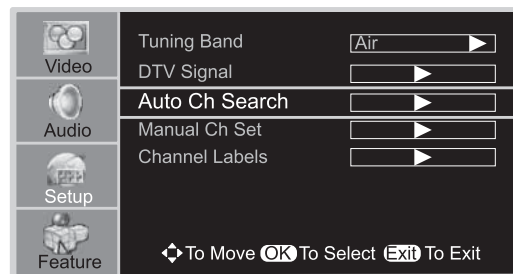 Video
Audio
Setup
Feature
Tuning Band Air
DTV Signal
Auto Ch Search
Manual Ch Set
Channel Labels
To Move OK To Select Exit To Exit